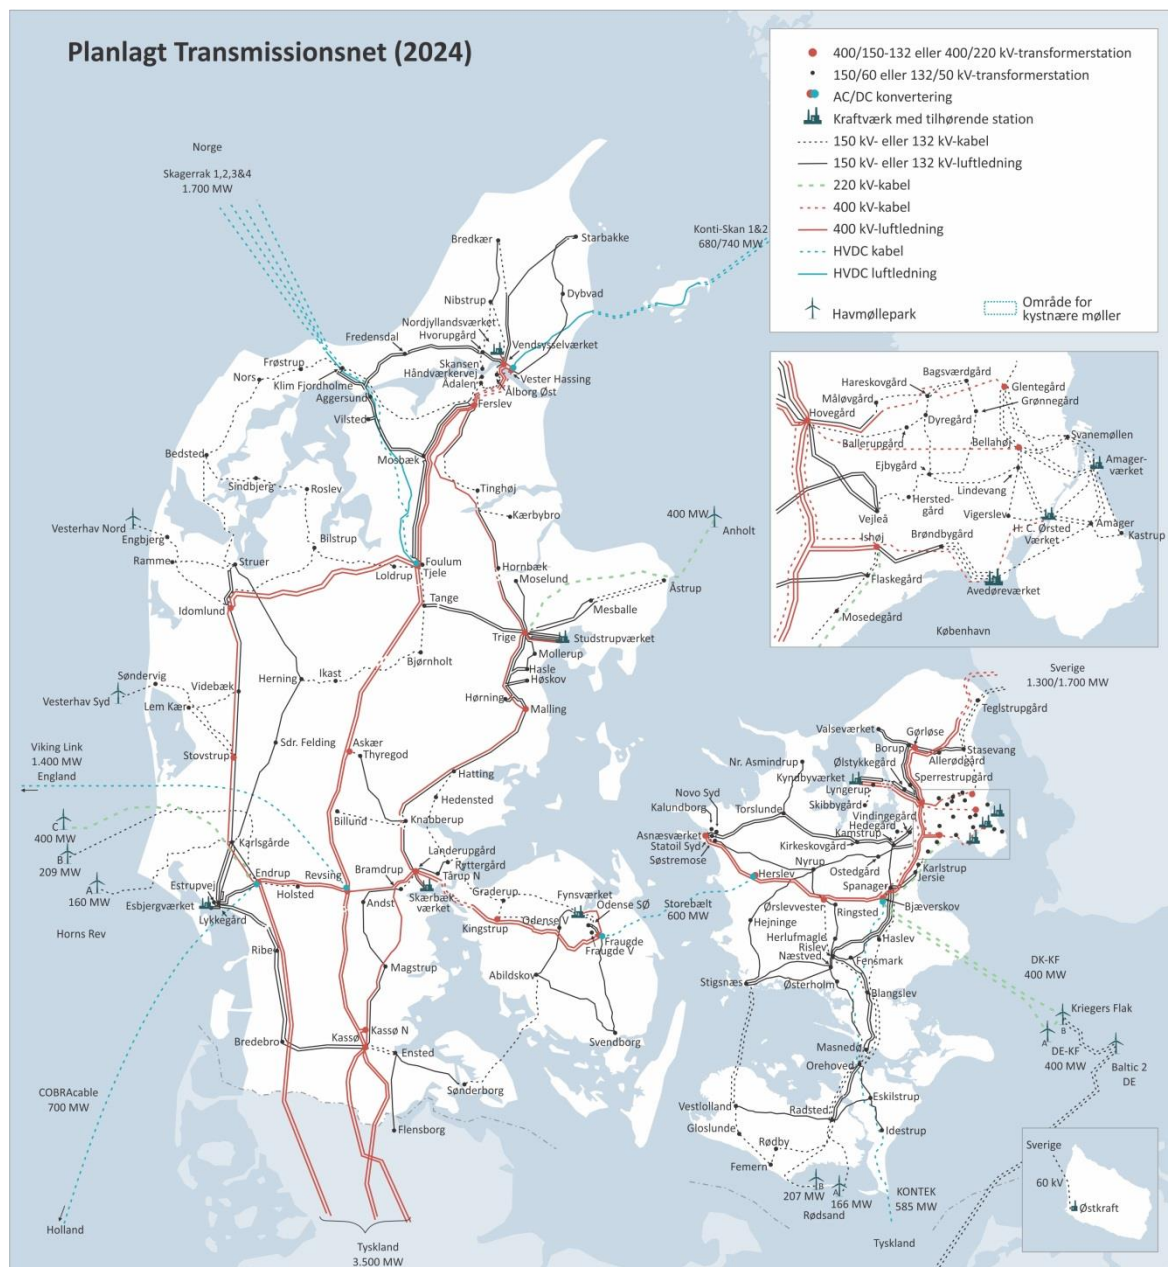 Planlagt Transmissionsnet (2024)
400/150-132 eller 400/220 kV-transformerstation
150/60 eller 132/50 kV-transformerstation
AC/DC konvertering
Kraftværk med tilhørende station
150 kV- eller 132 kV-kabel
150 kV- eller 132 kV-luftledning
220 kV-kabel
400 kV-kabel
400 kV-luftledning
HVDC kabel
HVDC luftledning
Havmøllepark
Område for
kystnære møller
Norge
Skagerrak 1,2,3&4
1.700 MW
Konti-Skan 1&2
680/740 MW
Bredkær
Starbakke
Dybvad
Nibstrup
Nordjyllandsværket
Hvorupgård
Vendsysselværket
Fredensdal
Skansen
Håndværkervej
Ådalen
Vester Hassing
Ålborg Øst
Ferslev
Frøstrup
Nors
Klim Fjordholme
Aggersund
Vilsted
Mosbæk
Bedsted
Sindbjerg
Roslev
Tinghøj
Kærbybro
Vesterhav Nord
Engbjerg
Ramme
Struer
Bilstrup
Loldrup
Foulum
Tjele
Hornbæk
Moselund
400 MW
Anholt
Åstrup
Mesballe
Idomlund
Tange
Trige
Studstrupværket
Mollerup
Hasle
Høskov
Bjørnholt
Ikast
Herning
Hørning
Malling
Søndervig
Videbæk
Vesterhav Syd
Lem Kær
Stovstrup
Sdr. Felding
Askær
Thyregod
Viking Link
1.400 MW
England
Hatting
Hedensted
Billund
Knabberup
C
400 MW
B
209 MW
A
160 MW
Horns Rev
Karlsgårde
Endrup
Revsing
Holsted
Estrupvej
Esbjergværket
Lykkegård
Bramdrup
Landerupgård
Ryttergård
Tårup N
Andst
Skærbæk
værket
Graderup
Kingstrup
Fynsværket
Odense SØ
Odense V
Fraugde
Fraugde V
Ribe
Magstrup
Abildskov
Svendborg
Bredebro
Kassø N
Kassø
Ensted
Sønderborg
Flensborg
COBRAcable
700 MW
Holland
Tyskland
3.500 MW
Storebælt
600 MW
Hareskovgård
Bagsværdgård
Glentegård
Måløvgård
Grønnegård
Hovegård
Dyregård
Ballerupgård
Bellahøj
Svanemøllen
Ejbygård
Amager-
værket
Lindevang
Hersted-
gård
Vejleå
Vigerslev
H. C. Ørsted
Værket
Amager
Kastrup
Ishøj
Brøndbygård
Flaskegård
Avedøreværket
Mosedegård
København
Sverige
1.300/1.700 MW
Teglstrupgård
Valseværket
Gørløse
Borup
Stasevang
Allerødgård
Ølstykkegård
Sperrestrupgård
Nr. Asmindrup
Kyndbyværket
Lyngerup
Novo Syd
Kalundborg
Torslunde
Skibbygård
Vindingegård
Hedegård
Kamstrup
Asnæsværket
Statoil Syd
Søstremose
Kirkeskovgård
Nyrup
Ostedgård
Karlstrup
Jersie
Herslev
Spanager
Ørslevvester
Ringsted
Bjæverskov
Hejninge
Herlufmagle
Rislev
Næstved
Haslev
Fensmark
Stigsnæs
Østerholm
Blangslev
DK-KF
400 MW
Kriegers Flak
B
A
DE-KF
400 MW
Baltic 2
DE
Masnedø
Orehoved
Eskilstrup
Vestlolland
Radsted
Gloslunde
Idestrup
Rødby
Femern
B
207 MW
A
166 MW
Rødsand
KONTEK
585 MW
Tyskland
Sverige
60 kV
Østkraft